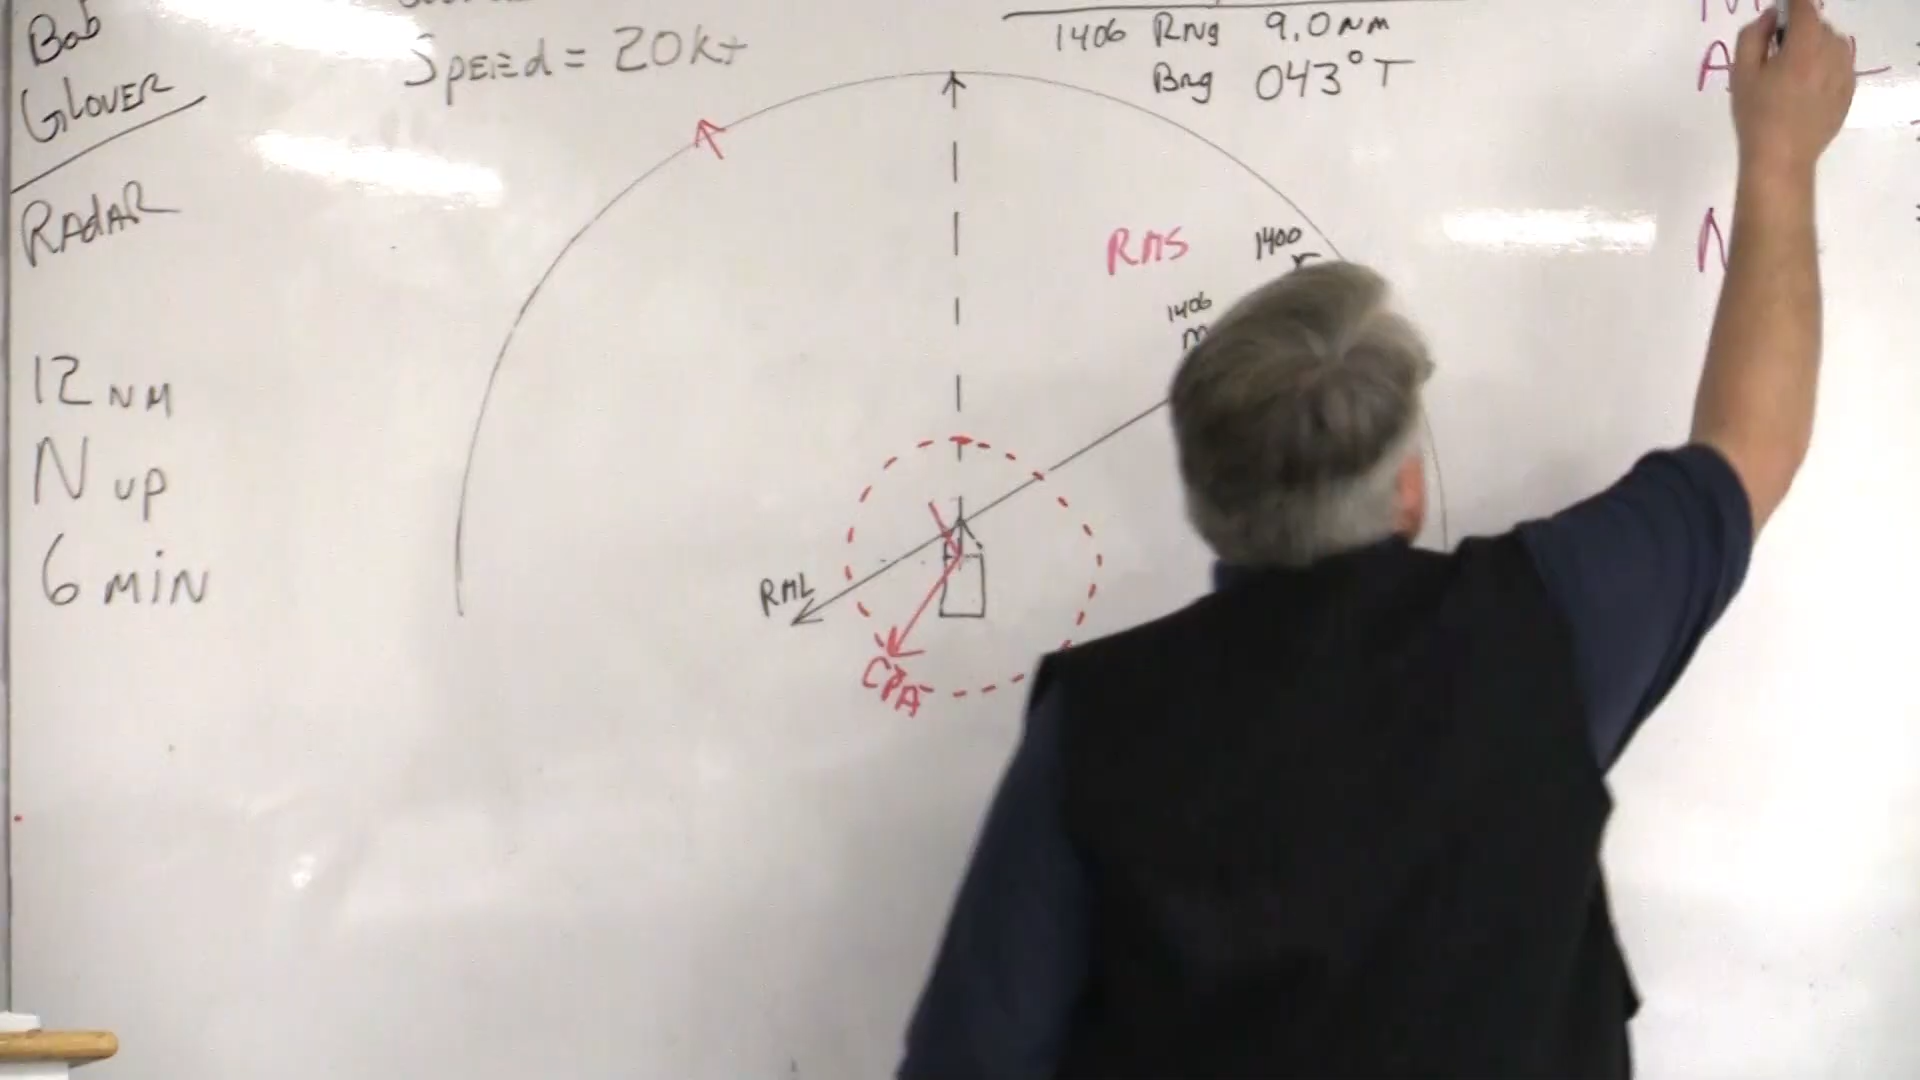 Bob
GLOVER
RADAR
12 NM
N up
6 MIN
Speed = 20kt
1406 RNg 9.0 NM
Brg 043° T
RMS
1400
r
1406
m
RML
CPA